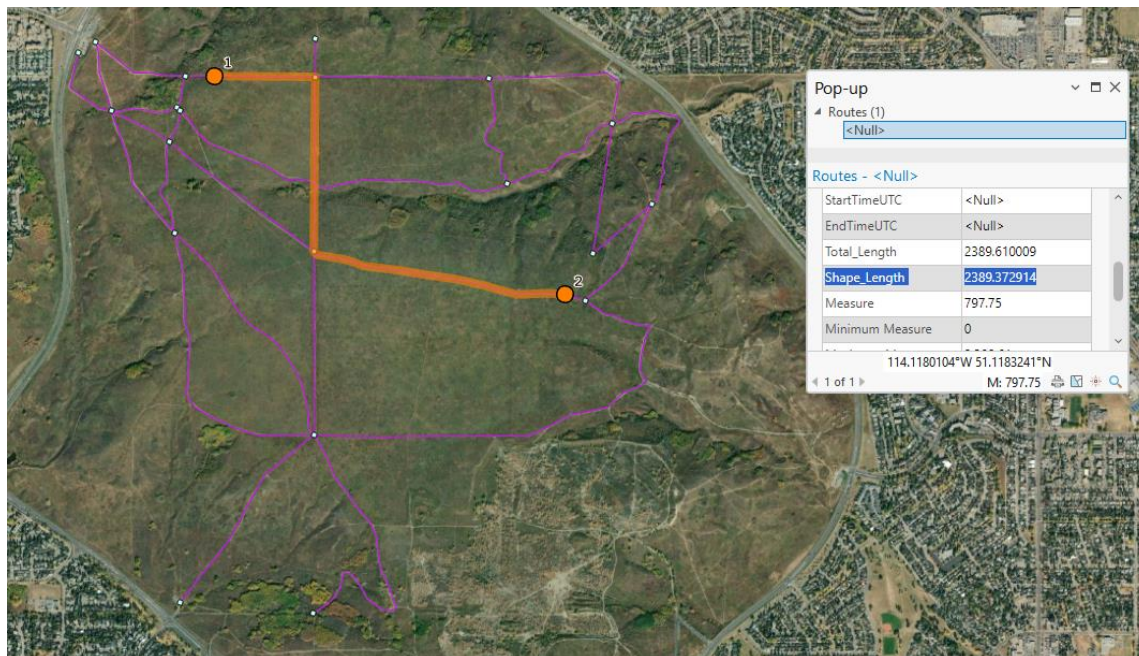 1
2
Pop-up
Routes (1)
<Null>
Routes - <Null>
StartTimeUTC <Null>
EndTimeUTC <Null>
Total_Length 2389.610009
Shape_Length 2389.372914
Measure 797.75
Minimum Measure 0
114.1180104°W 51.1183241°N
1 of 1 M: 797.75